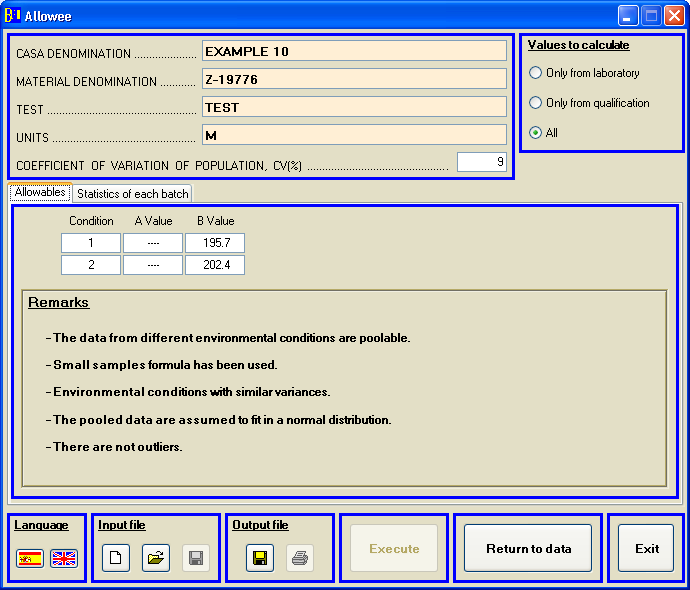 Allowee
CASA DENOMINATION ..................... EXAMPLE 10
MATERIAL DENOMINATION ............ Z-19776
TEST .................................................. TEST
UNITS ................................................ M
COEFFICIENT OF VARIATION OF POPULATION, CV(%) ............................................... 9
Values to calculate
Only from laboratory
Only from qualification
All
Allowables Statistics of each batch
Condition A Value B Value
1 ---- 195.7
2 ---- 202.4
Remarks
-The data from different environmental conditions are poolable.
-Small samples formula has been used.
-Environmental conditions with similar variances.
-The pooled data are assumed to fit in a normal distribution.
-There are not outliers.
Language Input file Output file
Execute Return to data Exit